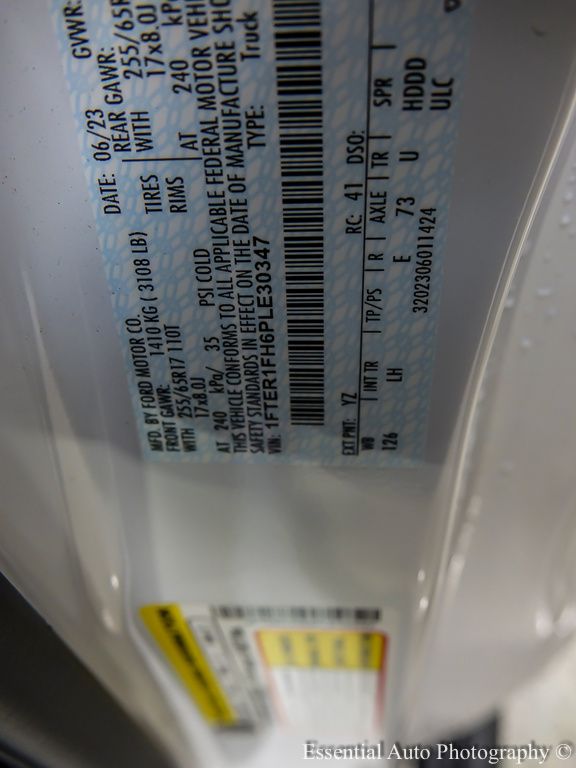 MFD. BY FORD MOTOR CO.
DATE: 06/23
GVWR:
FRONT GAWR: 1410 KG ( 3108 LB)
REAR GAWR:
WITH 255/65R17 110T TIRES
WITH 255/65R
17x8.0J RIMS
17x8.0J
AT 240 kPa/ 35 PSI COLD
AT 240 kP
THIS VEHICLE CONFORMS TO ALL APPLICABLE FEDERAL MOTOR VEHI
SAFETY STANDARDS IN EFFECT ON THE DATE OF MANUFACTURE SHO
VIN: 1FTER1FH6PLE30347
TYPE: Truck
EXT PNT: YZ RC: 41 DSO:
WB INT TR TP/PS R AXLE TR SPR
126 LH E 73 U HDDD
3202306011424 ULC
Essential Auto Photography ©